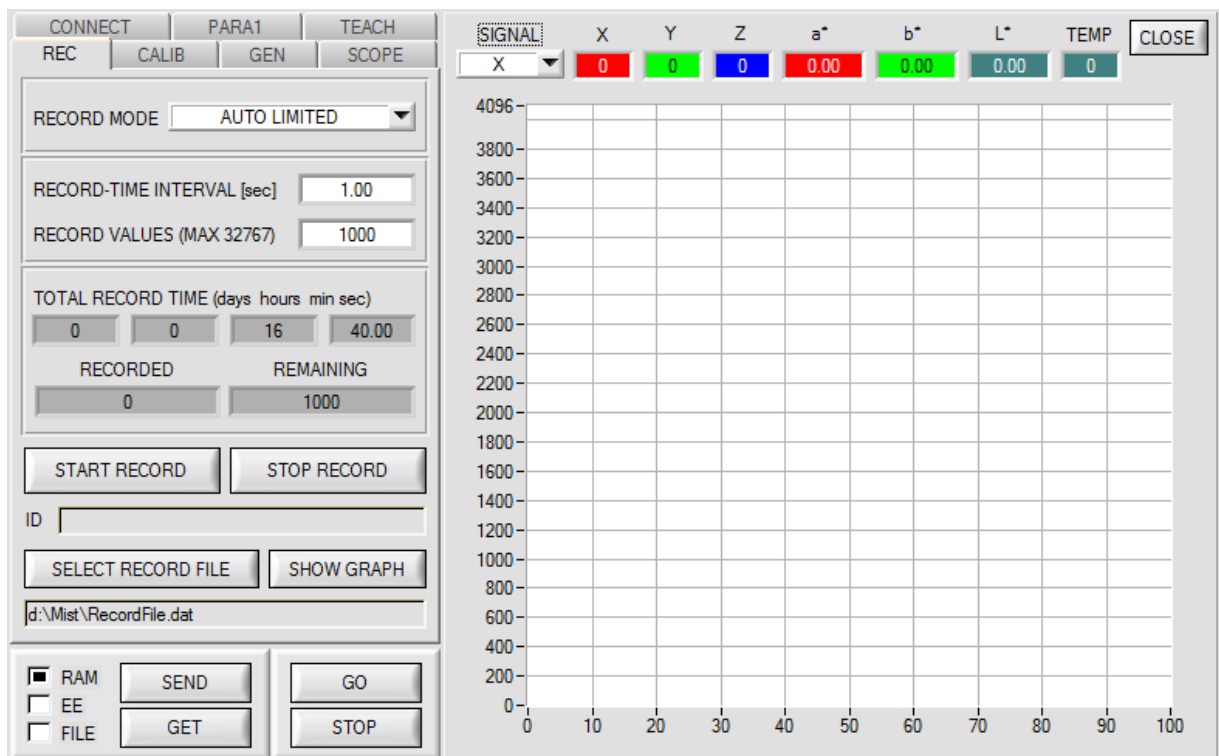 CONNECT PARA1 TEACH
REC CALIB GEN SCOPE
RECORD MODE AUTO LIMITED
RECORD-TIME INTERVAL [sec] 1.00
RECORD VALUES (MAX 32767) 1000
TOTAL RECORD TIME (days hours min sec)
0 0 16 40.00
RECORDED REMAINING
0 1000
START RECORD STOP RECORD
ID
SELECT RECORD FILE SHOW GRAPH
d:\Mist\RecordFile.dat
RAM SEND GO
EE
FILE GET STOP
SIGNAL X Y Z a* b* L* TEMP CLOSE
X 0 0 0 0.00 0.00 0.00 0
4096
3800
3600
3400
3200
3000
2800
2600
2400
2200
2000
1800
1600
1400
1200
1000
800
600
400
200
0
0 10 20 30 40 50 60 70 80 90 100